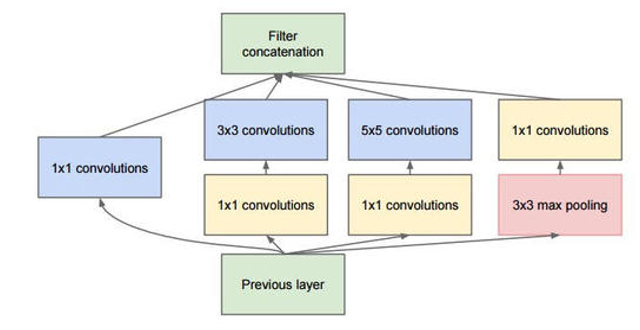 Filter
concatenation
3x3 convolutions
5x5 convolutions
1x1 convolutions
1x1 convolutions
1x1 convolutions
1x1 convolutions
3x3 max pooling
Previous layer